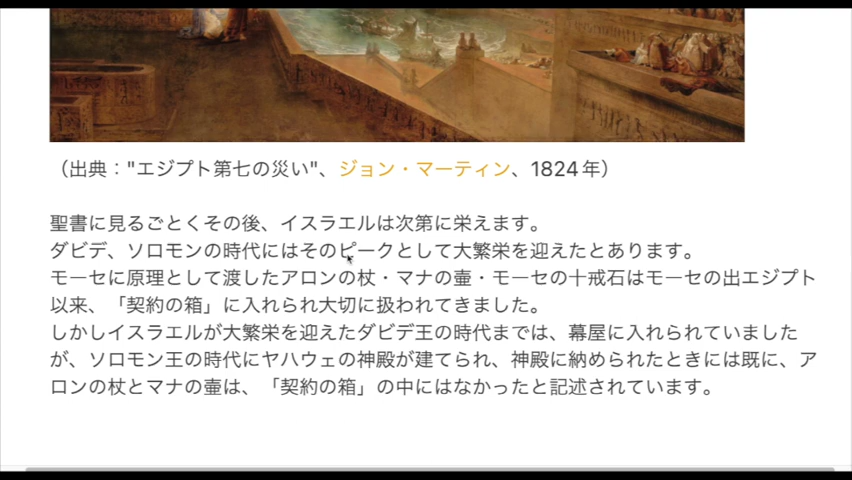 （出典："エジプト第七の災い"、ジョン・マーティン、1824年）
聖書に見るごとくその後、イスラエルは次第に栄えます。
ダビデ、ソロモンの時代にはそのピークとして大繁栄を迎えたとあります。
モーセに原理として渡したアロンの杖・マナの壷・モーセの十戒石はモーセの出エジプト
以来、「契約の箱」に入れられ大切に扱われてきました。
しかしイスラエルが大繁栄を迎えたダビデ王の時代までは、幕屋に入れられていました
が、ソロモン王の時代にヤハウェの神殿が建てられ、神殿に納められたときには既に、ア
ロンの杖とマナの壷は、「契約の箱」の中にはなかったと記述されています。